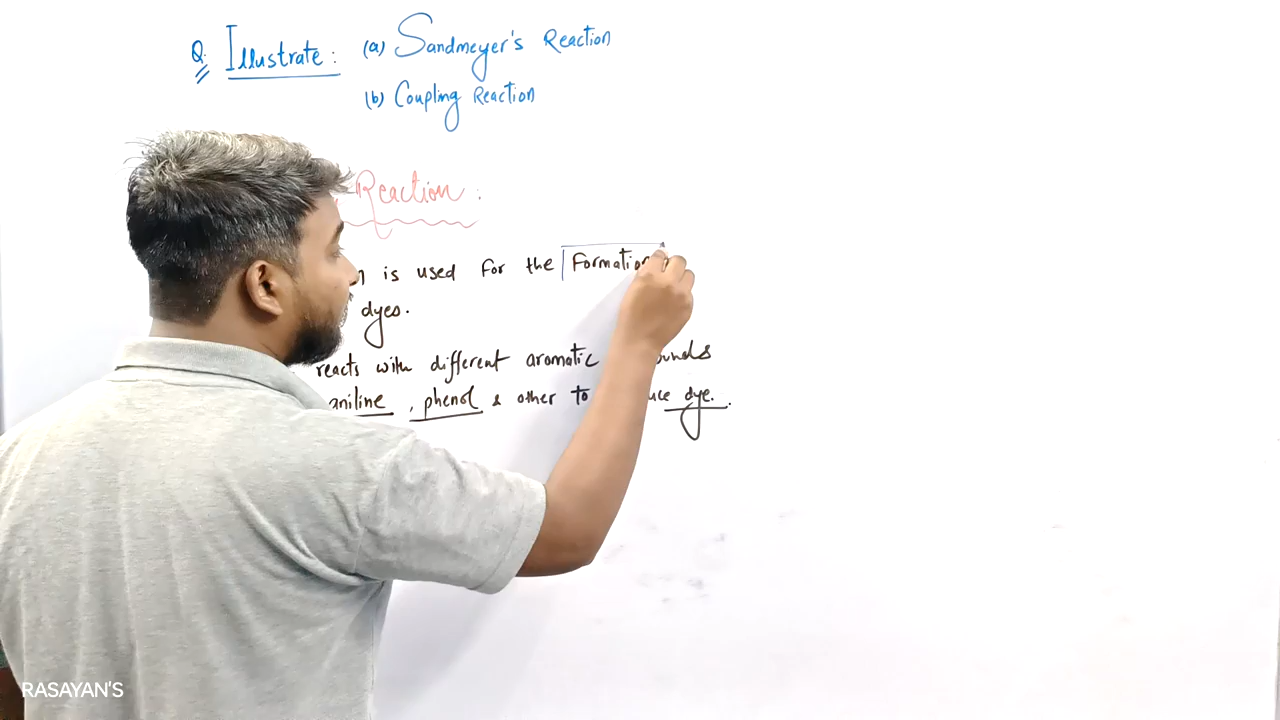 Q. Illustrate: (a) Sandmeyer's Reaction
(b) Coupling Reaction
Reaction :
is used for the Formation
dyes.
reacts with different aromatic
aniline , phenol & other to dye.
RASAYAN'S